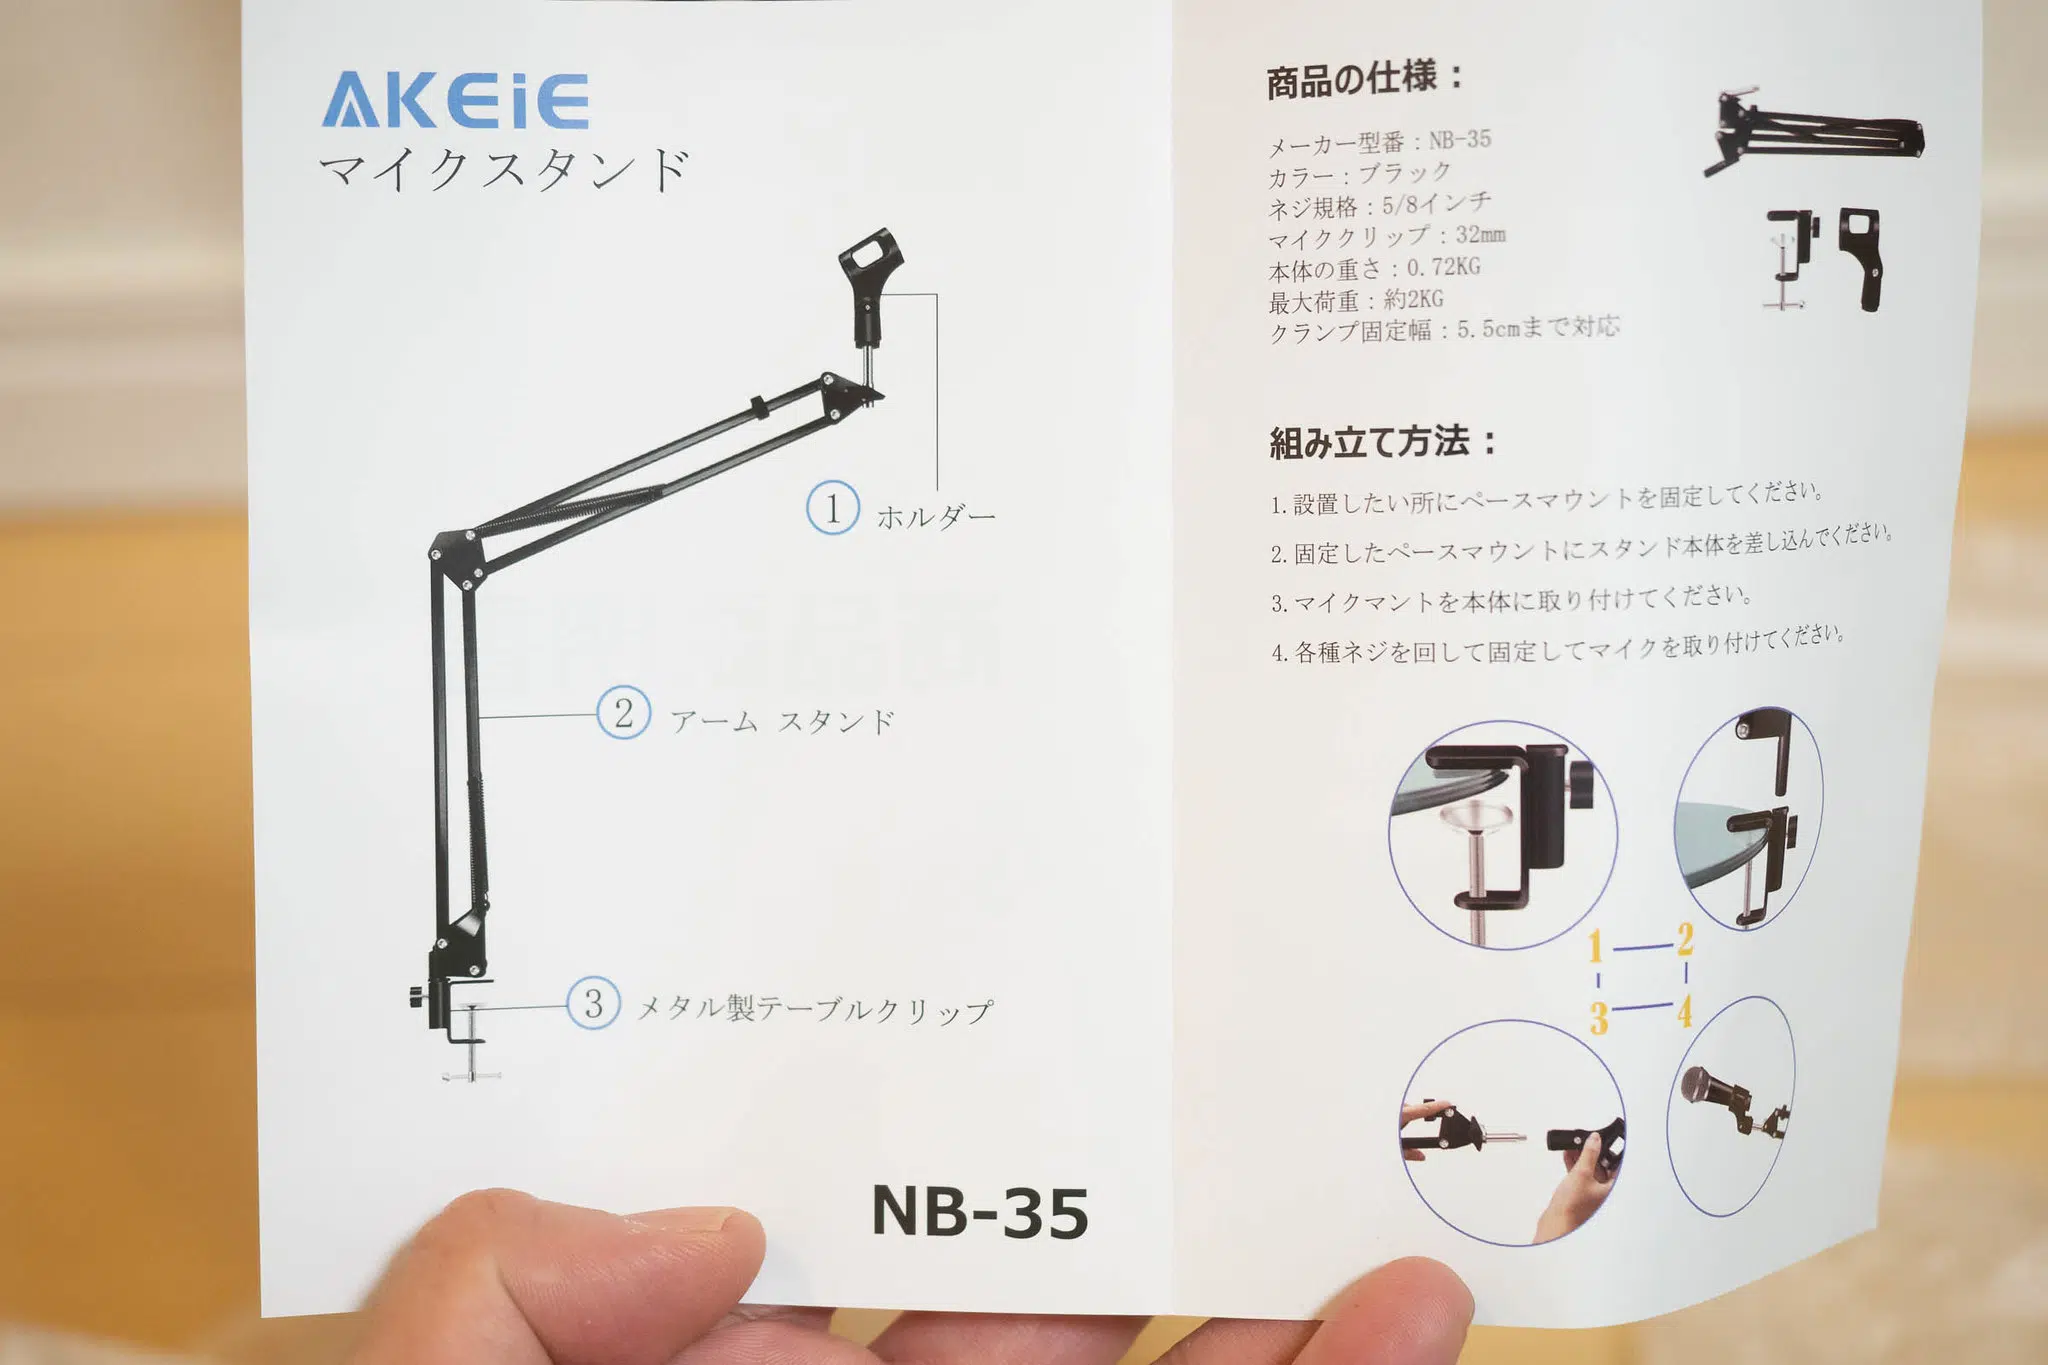 AKEiE
マイクスタンド
1 ホルダー
2 アーム スタンド
3 メタル製テーブルクリップ
NB-35
商品の仕様：
メーカー型番：NB-35
カラー：ブラック
ネジ規格：5/8インチ
マイククリップ：32mm
本体の重さ：0.72KG
最大荷重：約2KG
クランプ固定幅：5.5cmまで対応
組み立て方法：
1.設置したい所にペースマウントを固定してください。
2.固定したペースマウントにスタンド本体を差し込んでください。
3.マイクマントを本体に取り付けてください。
4.各種ネジを回して固定してマイクを取り付けてください。
1 2
3 4